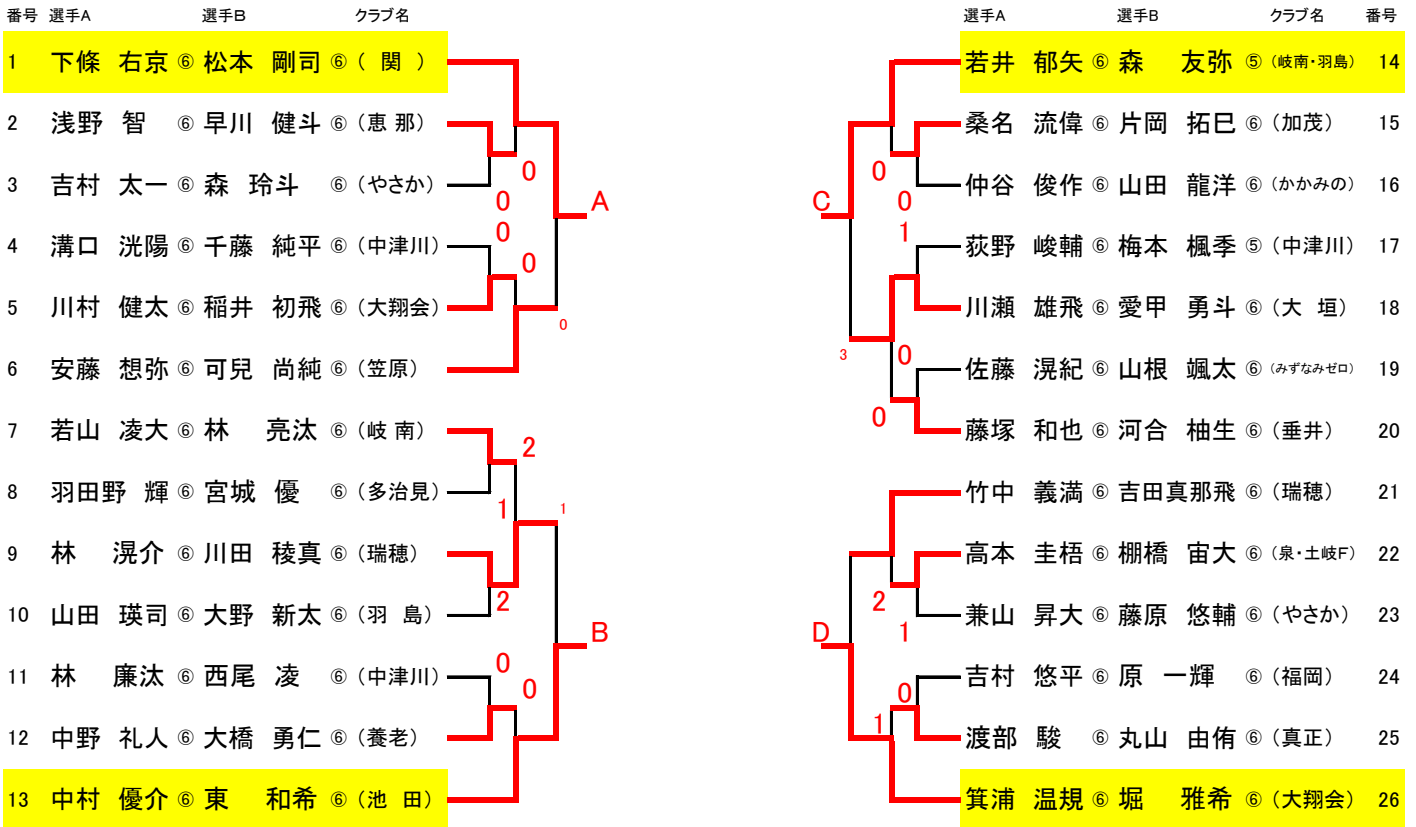 番号 選手A 選手B クラブ名
1 下條 右京 ⑥ 松本 剛司 ⑥ ( 関 )
2 浅野 智 ⑥ 早川 健斗 ⑥ (恵 那)
0
3 吉村 太一 ⑥ 森 玲斗 ⑥ (やさか)
0 A
0
4 溝口 洸陽 ⑥ 千藤 純平 ⑥ (中津川)
0
5 川村 健太 ⑥ 稲井 初飛 ⑥ (大翔会)
0
6 安藤 想弥 ⑥ 可兒 尚純 ⑥ (笠原)
7 若山 凌大 ⑥ 林 亮汰 ⑥ (岐 南)
2
8 羽田野 輝 ⑥ 宮城 優 ⑥ (多治見)
1 1
9 林 滉介 ⑥ 川田 稜真 ⑥ (瑞穂)
2
10 山田 瑛司 ⑥ 大野 新太 ⑥ (羽 島)
B
11 林 廉汰 ⑥ 西尾 凌 ⑥ (中津川)
0
0
12 中野 礼人 ⑥ 大橋 勇仁 ⑥ (養老)
13 中村 優介 ⑥ 東 和希 ⑥ (池 田)
選手A 選手B クラブ名 番号
若井 郁矢 ⑥ 森 友弥 ⑤ (岐南・羽島) 14
桑名 流偉 ⑥ 片岡 拓巳 ⑥ (加茂) 15
0
仲谷 俊作 ⑥ 山田 龍洋 ⑥ (かかみの) 16
C 0
1
荻野 峻輔 ⑥ 梅本 楓季 ⑤ (中津川) 17
川瀬 雄飛 ⑥ 愛甲 勇斗 ⑥ (大 垣) 18
3 0
佐藤 滉紀 ⑥ 山根 颯太 ⑥ (みずなみゼロ) 19
0
藤塚 和也 ⑥ 河合 柚生 ⑥ (垂井) 20
竹中 義満 ⑥ 吉田真那飛 ⑥ (瑞穂) 21
高本 圭梧 ⑥ 棚橋 宙大 ⑥ (泉・土岐F) 22
2
兼山 昇大 ⑥ 藤原 悠輔 ⑥ (やさか) 23
D 1
吉村 悠平 ⑥ 原 一輝 ⑥ (福岡) 24
0
1
渡部 駿 ⑥ 丸山 由侑 ⑥ (真正) 25
箕浦 温規 ⑥ 堀 雅希 ⑥ (大翔会) 26